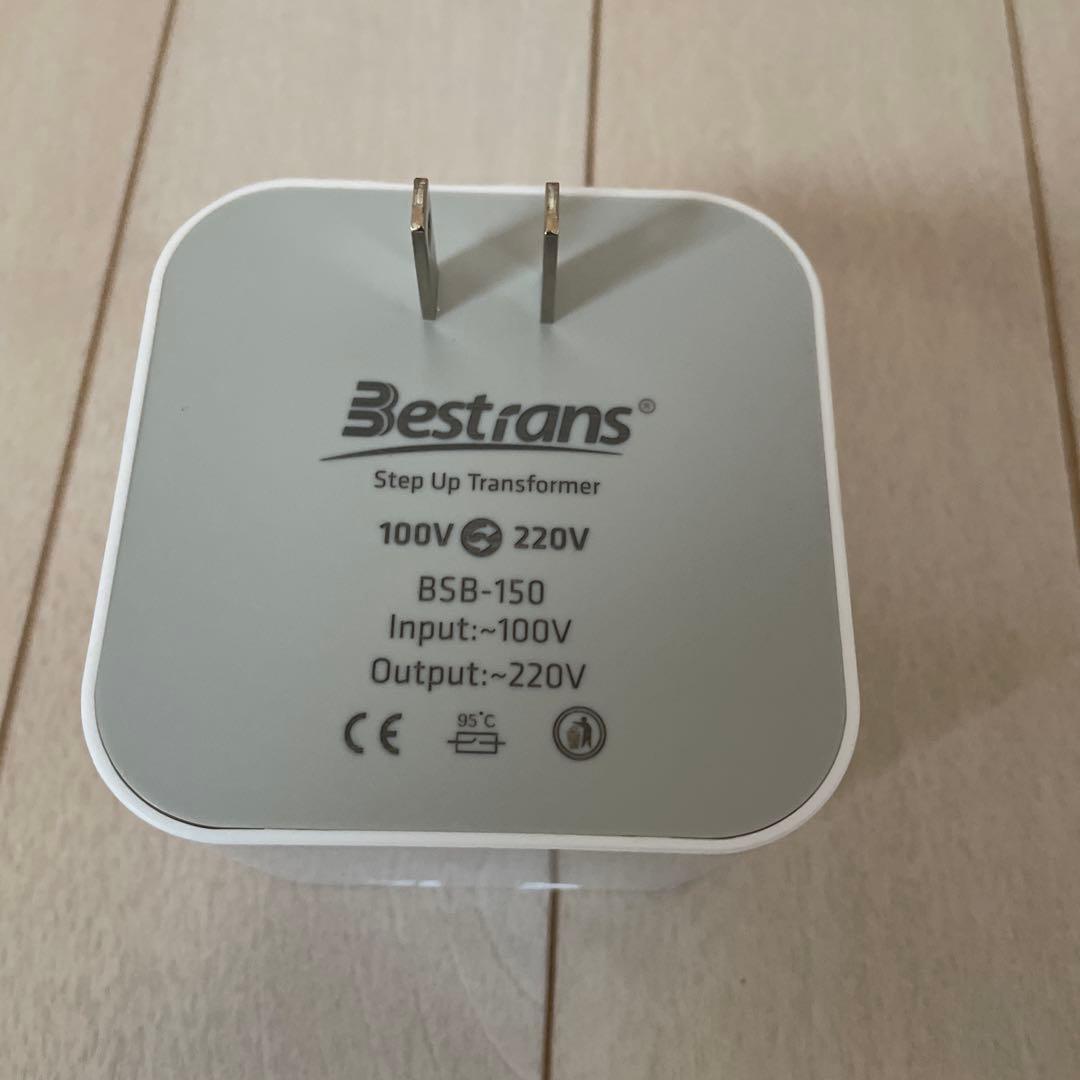 Bestrans®
Step Up Transformer
100V 220V
BSB-150
Input:~100V
Output:~220V
CE 95°C